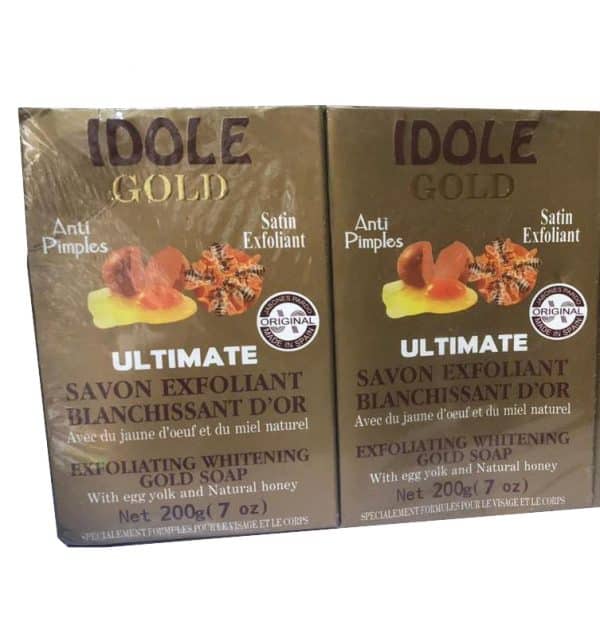 IDOLE
GOLD
Anti
Pimples
Satin
Exfoliant
JABONES PARDO
ORIGINAL
MADE IN SPAIN
ULTIMATE
SAVON EXFOLIANT
BLANCHISSANT D'OR
Avec du jaune d'oeuf et du miel naturel
EXFOLIATING WHITENING
GOLD SOAP
With egg yolk and Natural honey
Net 200g(7 oz)
SPECIALEMENT FORMULES POUR LE VISAGE ET LE CORPS
IDOLE
GOLD
Anti
Pimples
Satin
Exfoliant
JABONES PARDO
ORIGINAL
MADE IN SPAIN
ULTIMATE
SAVON EXFOLIANT
BLANCHISSANT D'OR
Avec du jaune d'oeuf et du miel naturel
EXFOLIATING WHITENING
GOLD SOAP
With egg yolk and Natural honey
Net 200g(7 oz)
SPECIALEMENT FORMULES POUR LE VISAGE ET LE CORPS